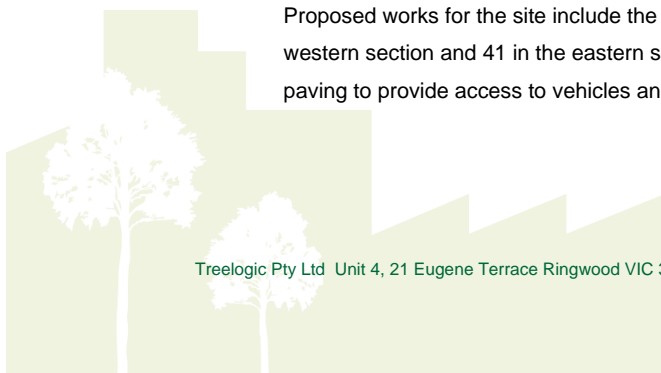 Proposed works for the site include the
western section and 41 in the eastern s
paving to provide access to vehicles an
Treelogic Pty Ltd Unit 4, 21 Eugene Terrace Ringwood VIC 3